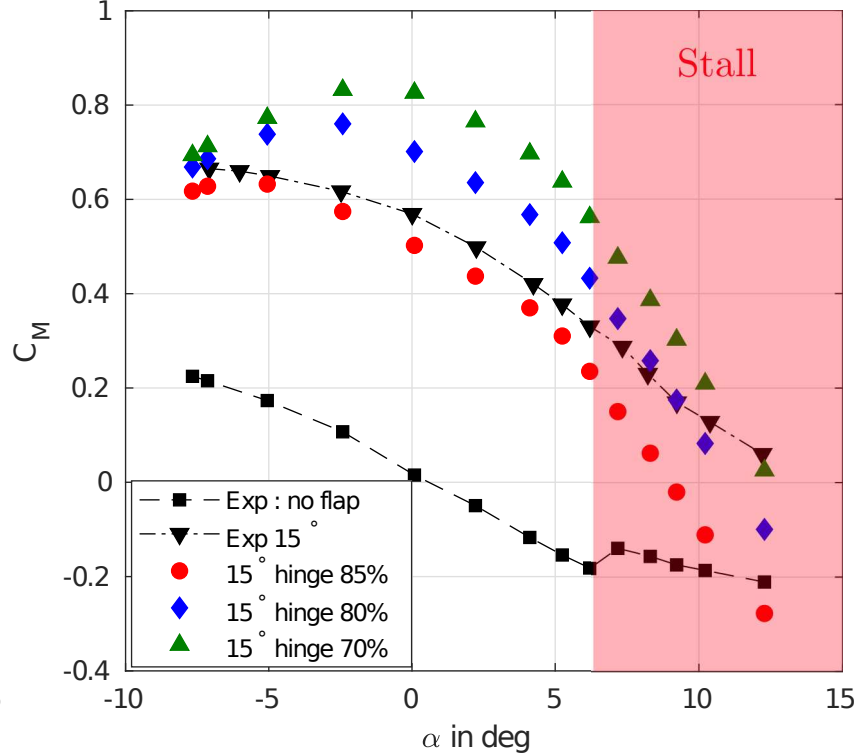 1
0.8
0.6
0.4
0.2
0
-0.2
-0.4
C_M
Stall
Exp : no flap
Exp 15 °
15° hinge 85%
15° hinge 80%
15° hinge 70%
-10 -5 0 5 10 15
α in deg